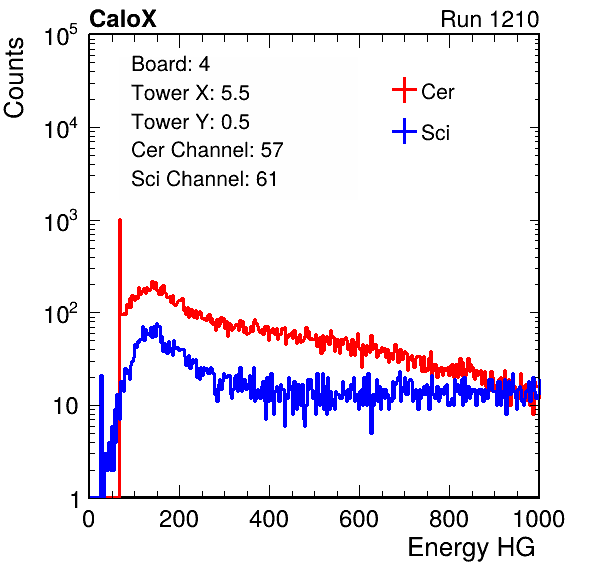 CaloX Run 1210
Counts
10^5
10^4
10^3
10^2
10
1
Board: 4
Tower X: 5.5
Tower Y: 0.5
Cer Channel: 57
Sci Channel: 61
Cer
Sci
0 200 400 600 800 1000
Energy HG